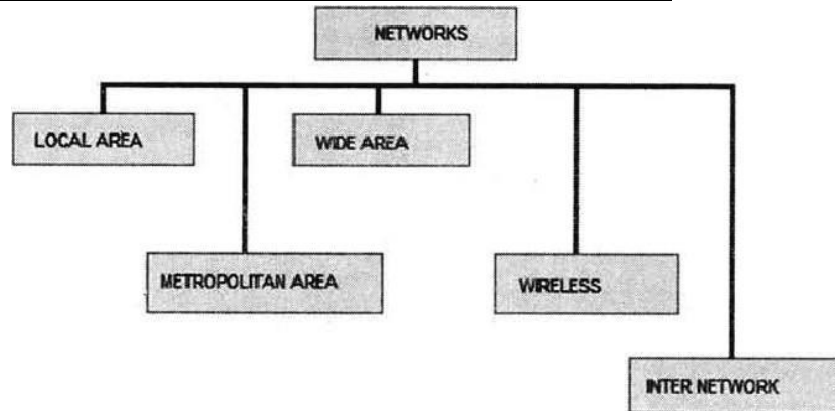 NETWORKS
LOCAL AREA
WIDE AREA
METROPOLITAN AREA
WIRELESS
INTER NETWORK